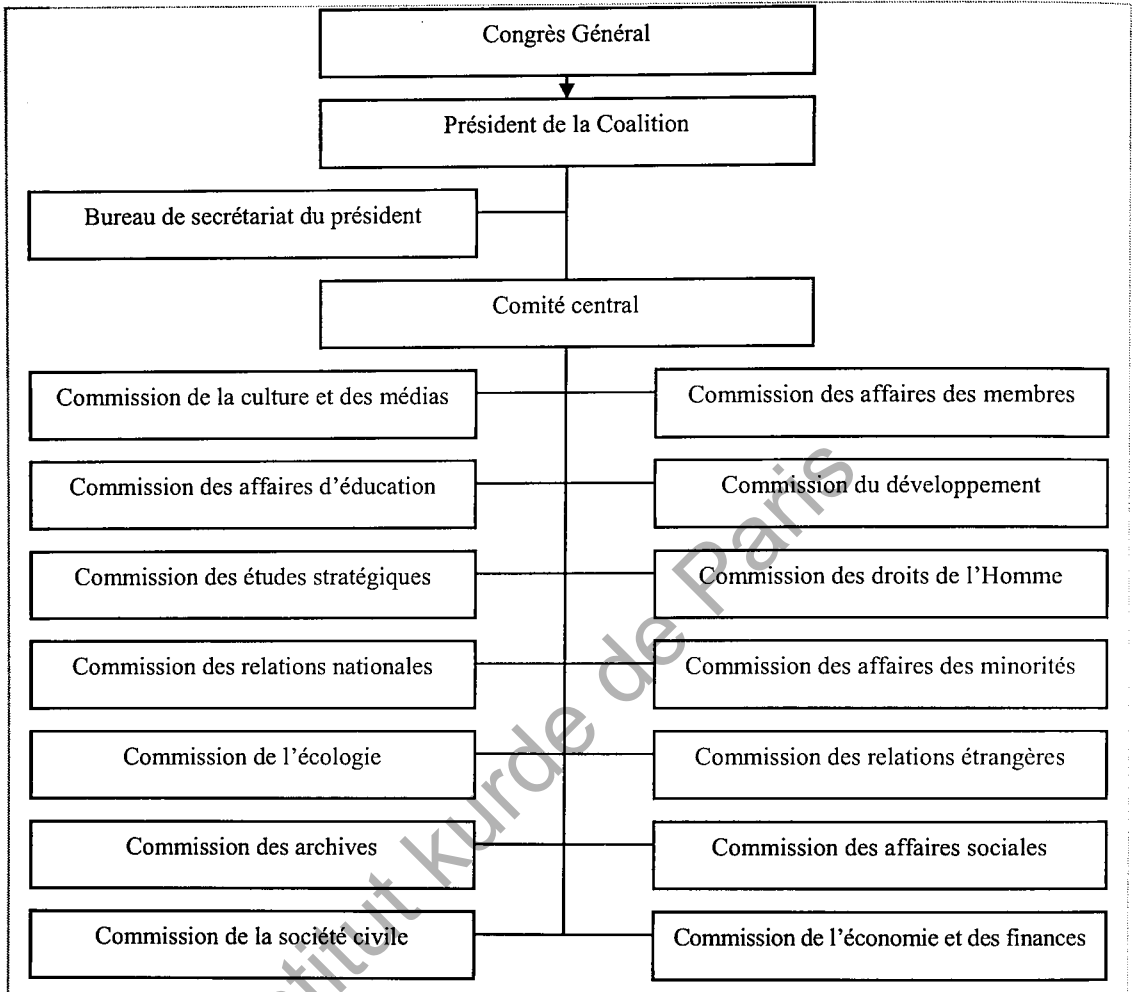 Congrès Général
Président de la Coalition
Bureau de secrétariat du président
Comité central
Commission de la culture et des médias
Commission des affaires des membres
Commission des affaires d'éducation
Commission du développement
Commission des études stratégiques
Commission des droits de l'Homme
Commission des relations nationales
Commission des affaires des minorités
Commission de l'écologie
Commission des relations étrangères
Commission des archives
Commission des affaires sociales
Commission de la société civile
Commission de l'économie et des finances
stitut kurde de Paris